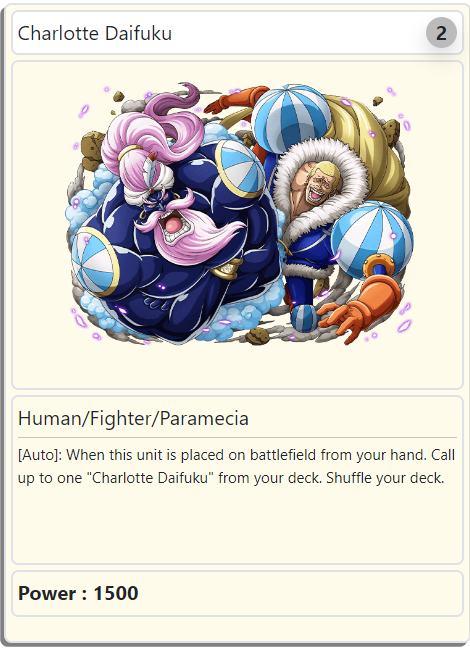 Charlotte Daifuku
2
Human/Fighter/Paramecia
[Auto]: When this unit is placed on battlefield from your hand. Call
up to one "Charlotte Daifuku" from your deck. Shuffle your deck.
Power : 1500